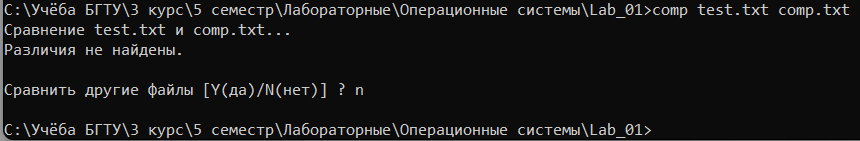 C:\Учёба БГТУ\3 курс\5 семестр\Лабораторные\Операционные системы\Lab_01>comp test.txt comp.txt
Сравнение test.txt и comp.txt...
Различия не найдены.
Сравнить другие файлы [Y(да)/N(нет)] ? n
C:\Учёба БГТУ\3 курс\5 семестр\Лабораторные\Операционные системы\Lab_01>